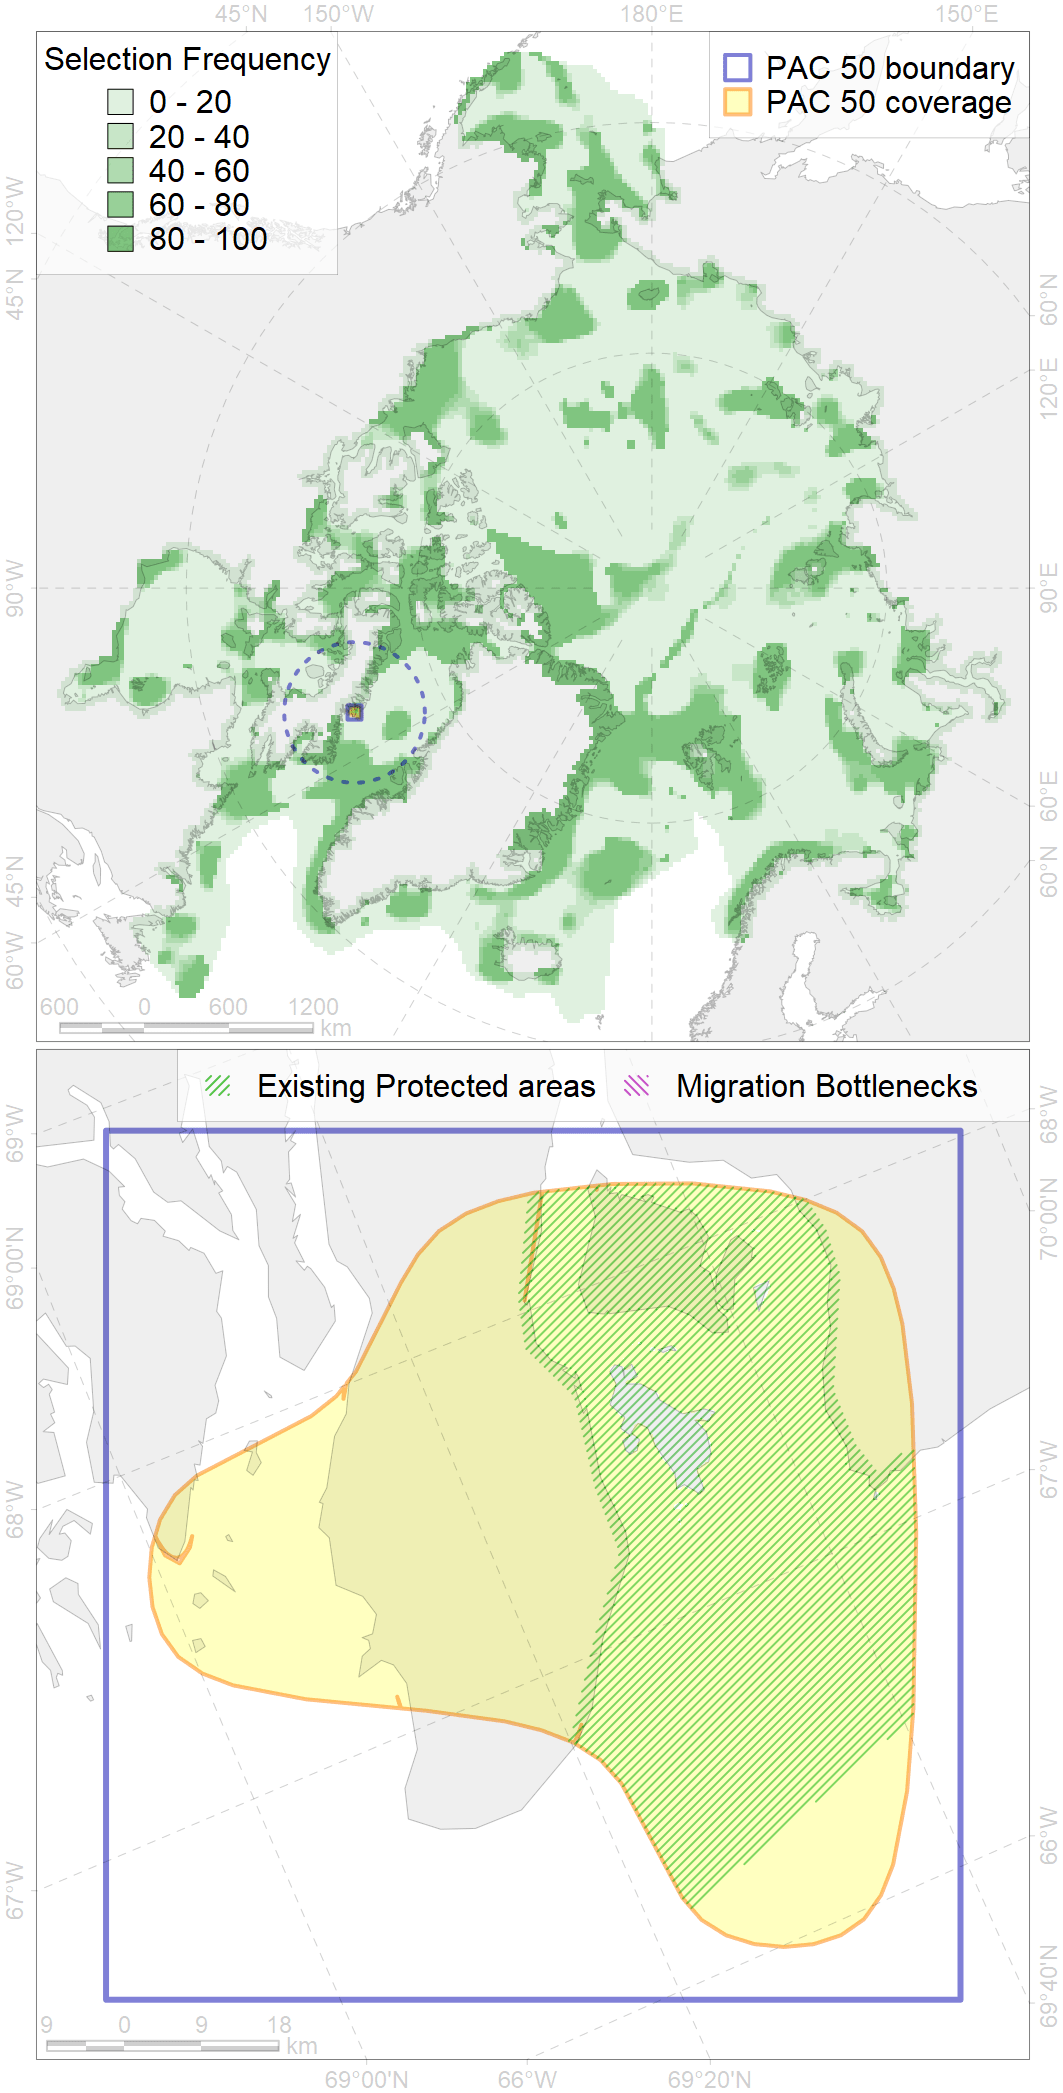 45°N 150°W 180°E 150°E
Selection Frequency
0 - 20
20 - 40
40 - 60
60 - 80
80 - 100
PAC 50 boundary
PAC 50 coverage
120°W
45°N
90°W
45°N
60°W
60°N
120°E
90°E
60°E
60°N
600 0 600 1200
km
Existing Protected areas Migration Bottlenecks
69°W
69°00'N
68°W
67°W
68°W
70°00'N
67°W
66°W
69°40'N
9 0 9 18
km
69°00'N 66°W 69°20'N